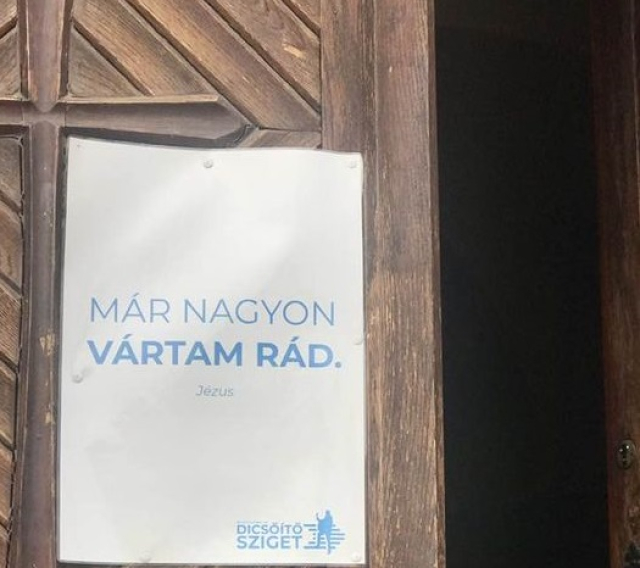 MÁR NAGYON
VÁRTAM RÁD.
Jézus
DICSŐÍTŐ
SZIGET